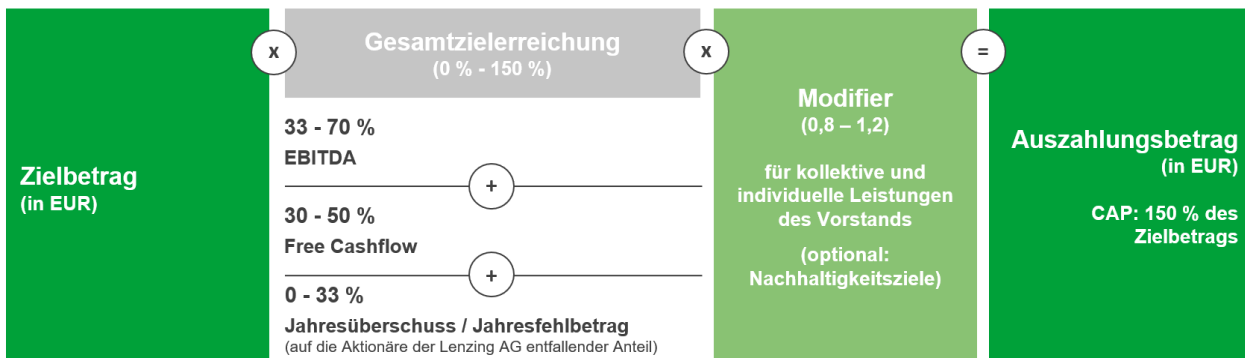 Zielbetrag
(in EUR)
x
Gesamtzielerreichung
(0 % - 150 %)
33 - 70 %
EBITDA
+
30 - 50 %
Free Cashflow
+
0 - 33 %
Jahresüberschuss / Jahresfehlbetrag
(auf die Aktionäre der Lenzing AG entfallender Anteil)
x
Modifier
(0,8 – 1,2)
für kollektive und
individuelle Leistungen
des Vorstands
(optional:
Nachhaltigkeitsziele)
=
Auszahlungsbetrag
(in EUR)
CAP: 150 % des
Zielbetrags